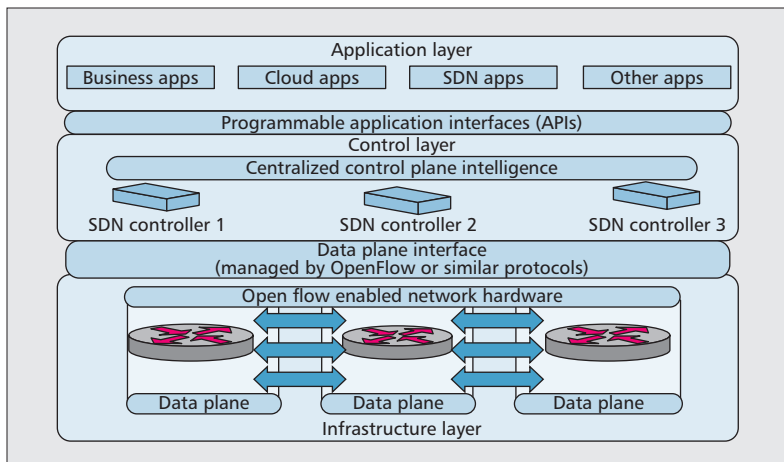 Application layer
Business apps
Cloud apps
SDN apps
Other apps
Programmable application interfaces (APIs)
Control layer
Centralized control plane intelligence
SDN controller 1
SDN controller 2
SDN controller 3
Data plane interface
(managed by OpenFlow or similar protocols)
Open flow enabled network hardware
Data plane
Data plane
Data plane
Infrastructure layer